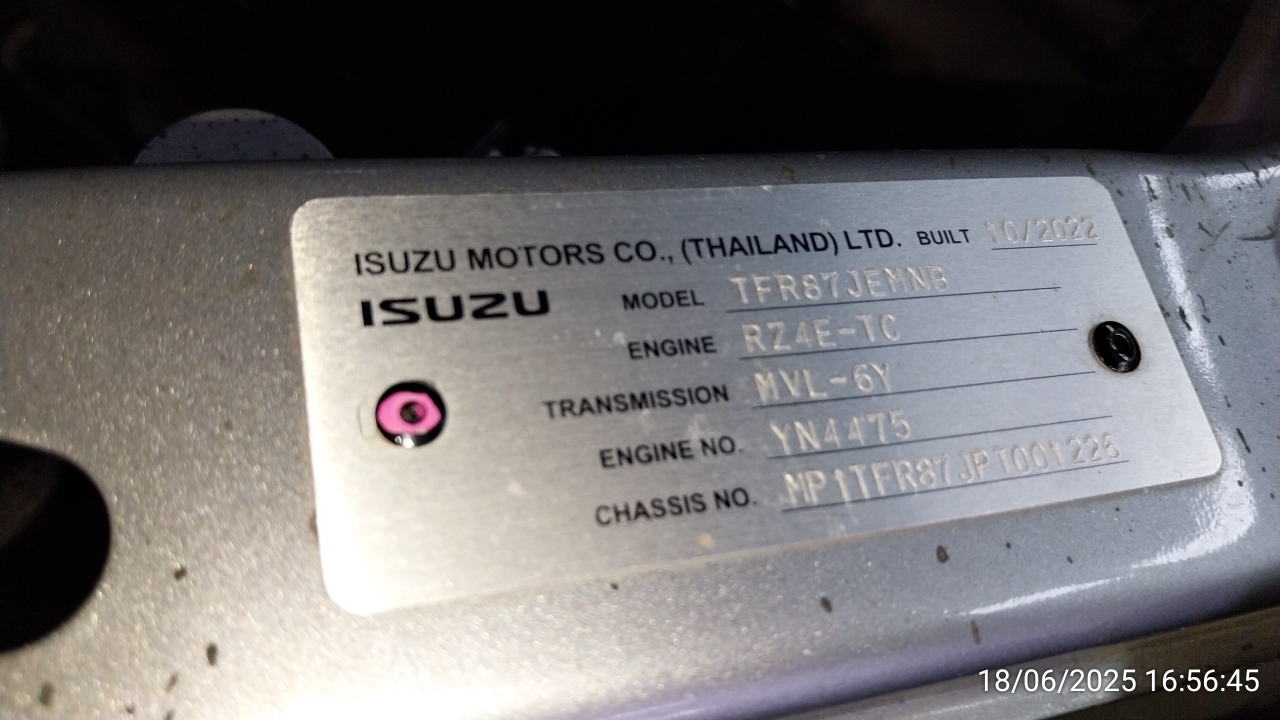 ISUZU MOTORS CO., (THAILAND) LTD. BUILT 10/2022
ISUZU
MODEL TFR87JEMNB
ENGINE RZ4E-TC
TRANSMISSION MVL-6Y
ENGINE NO. YN4475
CHASSIS NO. MP1TFR87JPT001226
18/06/2025 16:56:45